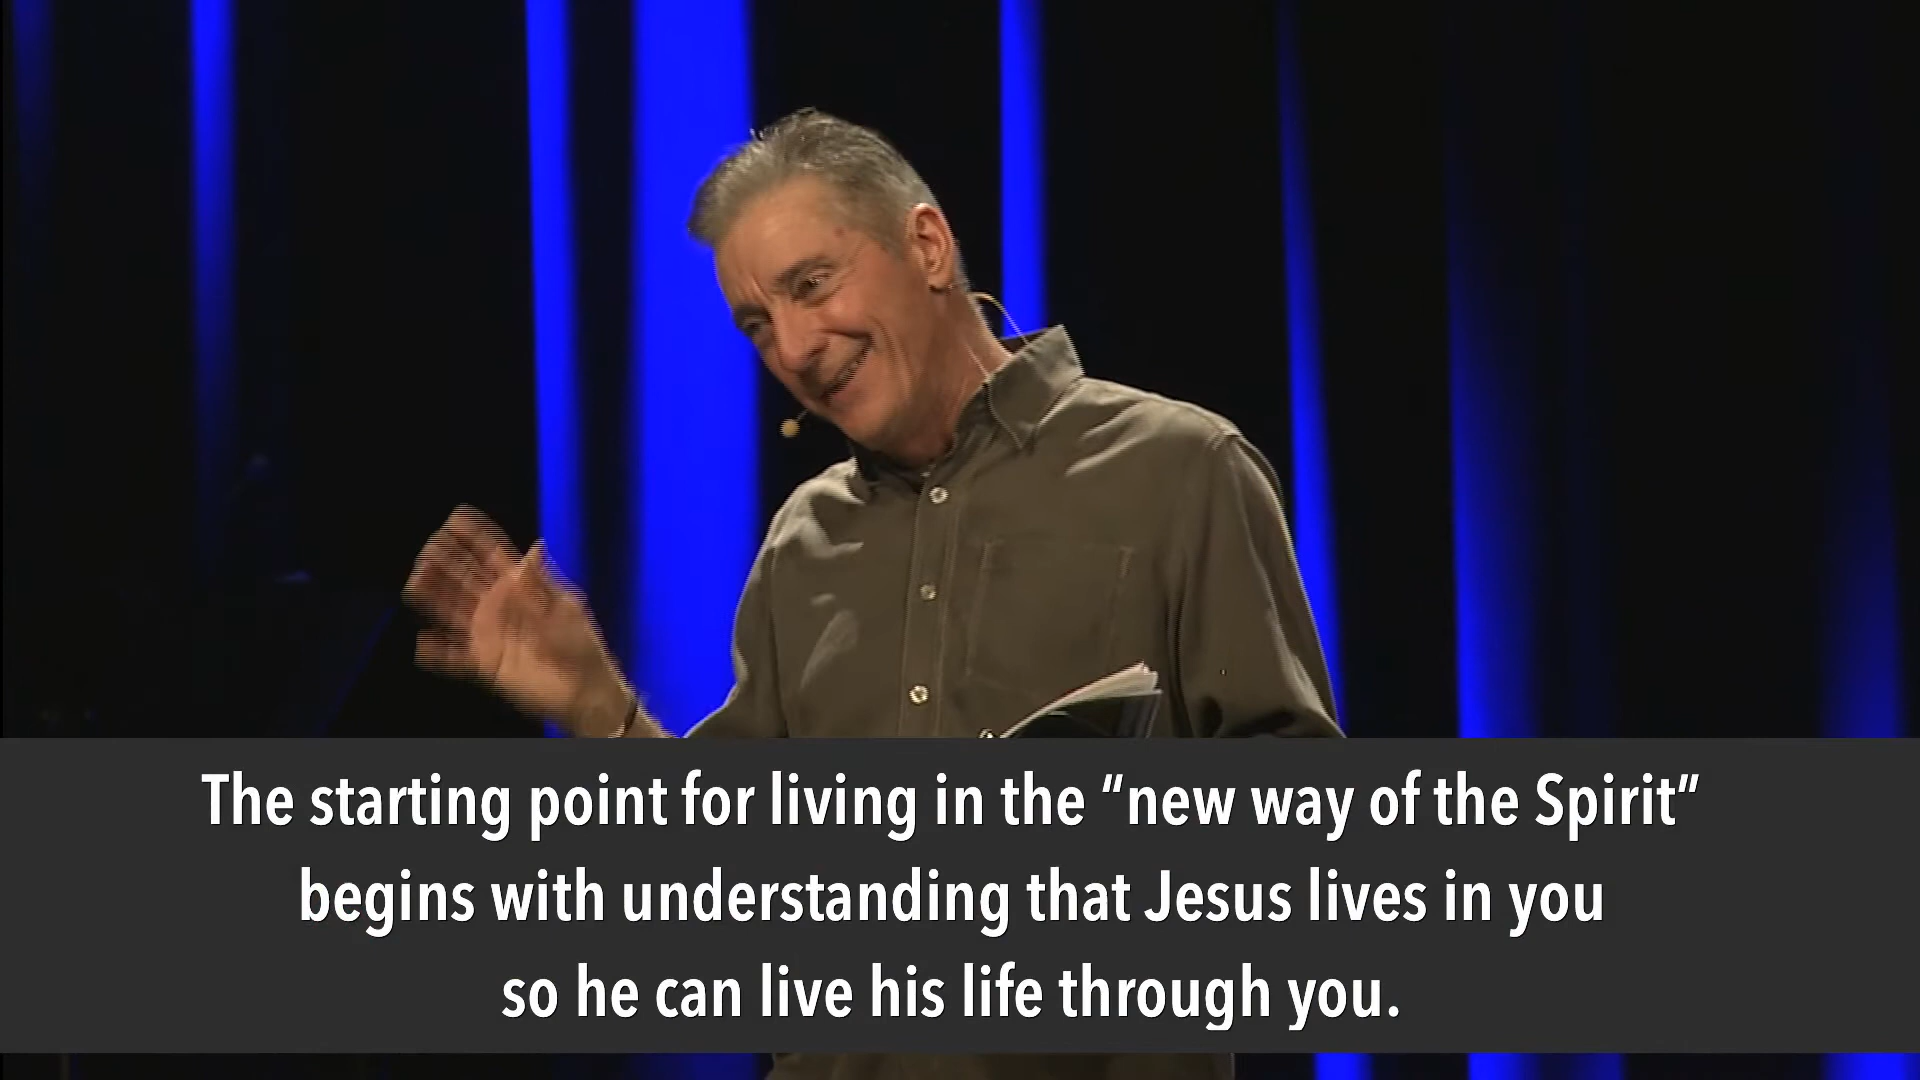 The starting point for living in the “new way of the Spirit”
begins with understanding that Jesus lives in you
so he can live his life through you.